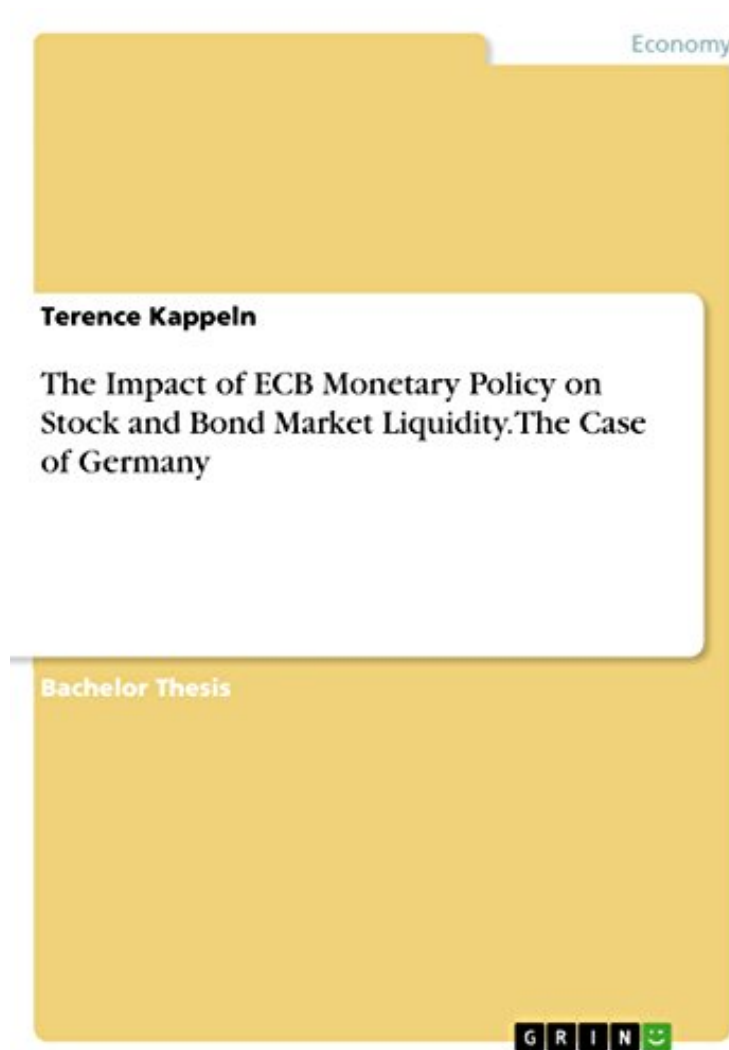 Economy
Terence Kappeln
The Impact of ECB Monetary Policy on
Stock and Bond Market Liquidity. The Case
of Germany
Bachelor Thesis
GRIN